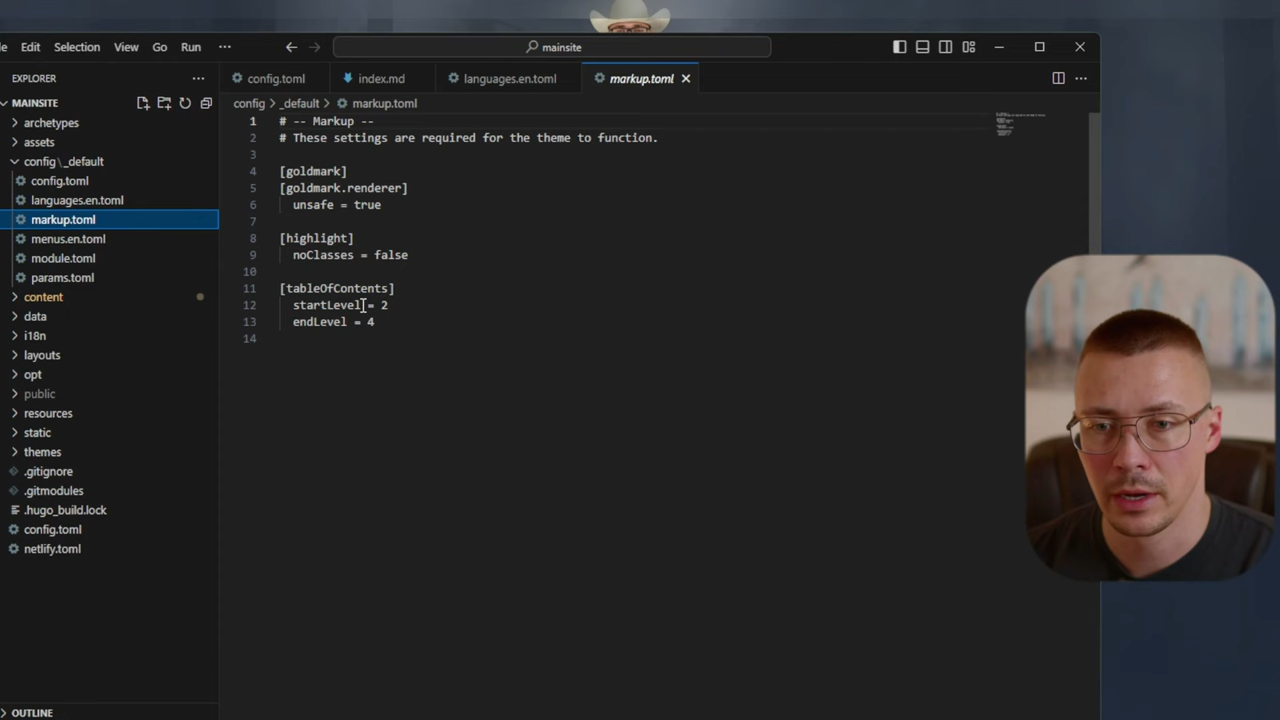 Edit Selection View Go Run ··· mainsite
EXPLORER ···
config.toml index.md languages.en.toml markup.toml
MAINSITE
config > _default > markup.toml
archetypes
assets
config\_default
config.toml
languages.en.toml
markup.toml
menus.en.toml
module.toml
params.toml
content
data
i18n
layouts
opt
public
resources
static
themes
.gitignore
.gitmodules
.hugo_build.lock
config.toml
netlify.toml
OUTLINE
1 # -- Markup --
2 # These settings are required for the theme to function.
3
4 [goldmark]
5 [goldmark.renderer]
6 unsafe = true
7
8 [highlight]
9 noClasses = false
10
11 [tableOfContents]
12 startLevel = 2
13 endLevel = 4
14